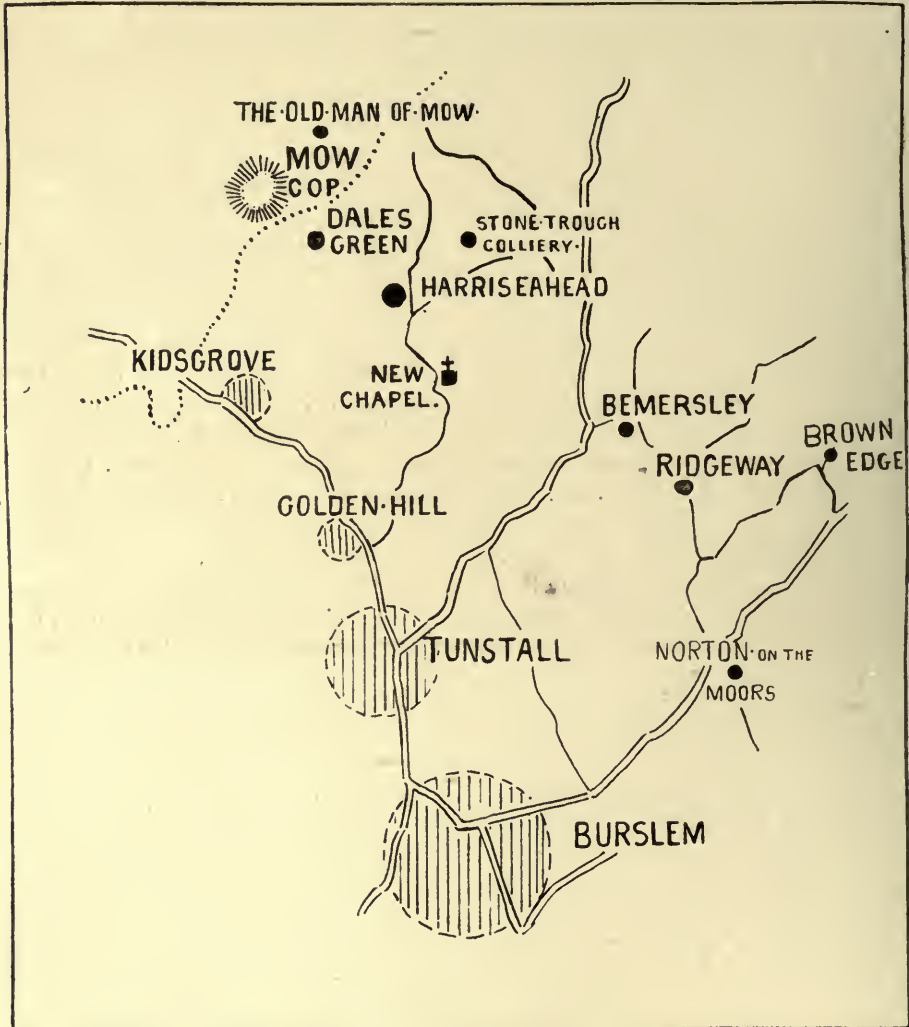 THE·OLD·MAN OF·MOW·
MOW
COP
DALES
GREEN
STONE·TROUGH
COLLIERY·
HARRISEAHEAD
KIDSGROVE
NEW
CHAPEL.
BEMERSLEY
BROWN
EDGE
RIDGEWAY
GOLDEN·HILL
TUNSTALL
NORTON·ON THE
MOORS
BURSLEM